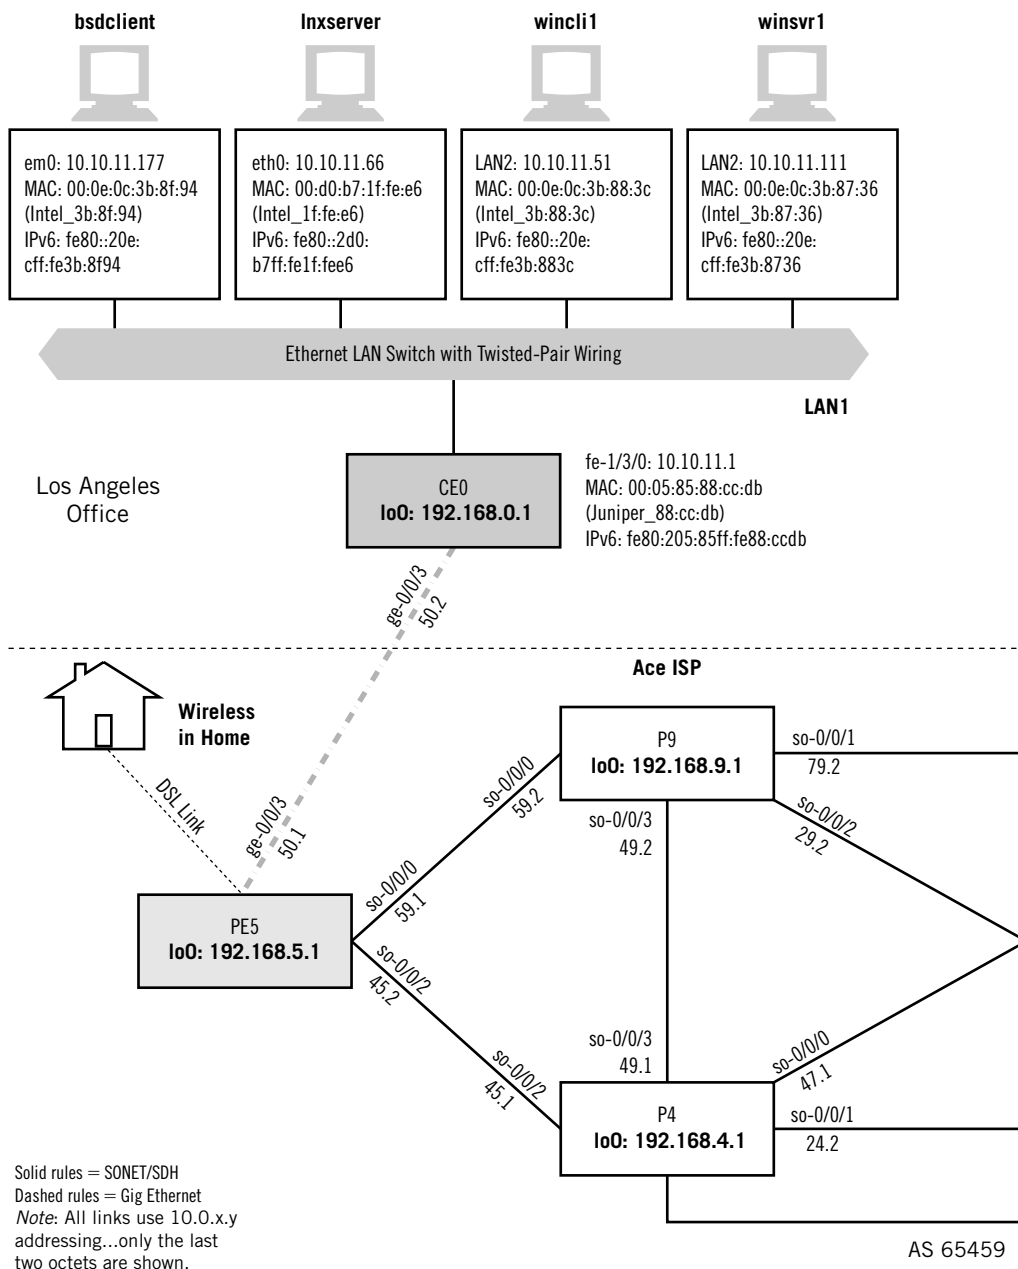 bsdclient
lnxserver
wincli1
winsvr1
em0: 10.10.11.177
MAC: 00:0e:0c:3b:8f:94
(Intel_3b:8f:94)
IPv6: fe80::20e:
cff:fe3b:8f94
eth0: 10.10.11.66
MAC: 00:d0:b7:1f:fe:e6
(Intel_1f:fe:e6)
IPv6: fe80::2d0:
b7ff:fe1f:fee6
LAN2: 10.10.11.51
MAC: 00:0e:0c:3b:88:3c
(Intel_3b:88:3c)
IPv6: fe80::20e:
cff:fe3b:883c
LAN2: 10.10.11.111
MAC: 00:0e:0c:3b:87:36
(Intel_3b:87:36)
IPv6: fe80::20e:
cff:fe3b:8736
Ethernet LAN Switch with Twisted-Pair Wiring
LAN1
Los Angeles
Office
CE0
lo0: 192.168.0.1
fe-1/3/0: 10.10.11.1
MAC: 00:05:85:88:cc:db
(Juniper_88:cc:db)
IPv6: fe80:205:85ff:fe88:ccdb
ge-0/0/3
50.2
Ace ISP
Wireless
in Home
DSL Link
ge-0/0/3
50.1
P9
lo0: 192.168.9.1
so-0/0/1
79.2
so-0/0/0
59.2
so-0/0/3
49.2
so-0/0/2
29.2
so-0/0/0
59.1
PE5
lo0: 192.168.5.1
so-0/0/2
45.2
so-0/0/2
45.1
so-0/0/3
49.1
so-0/0/0
47.1
P4
lo0: 192.168.4.1
so-0/0/1
24.2
Solid rules = SONET/SDH
Dashed rules = Gig Ethernet
Note: All links use 10.0.x.y
addressing...only the last
two octets are shown.
AS 65459